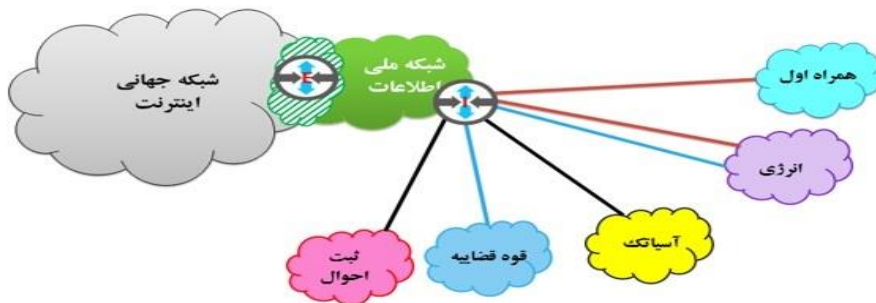 شبکه جهانی
اینترنت
E
شبکه ملی
اطلاعات
I
همراه اول
انرژی
آسیاتک
قوه قضاییه
ثبت
احوال